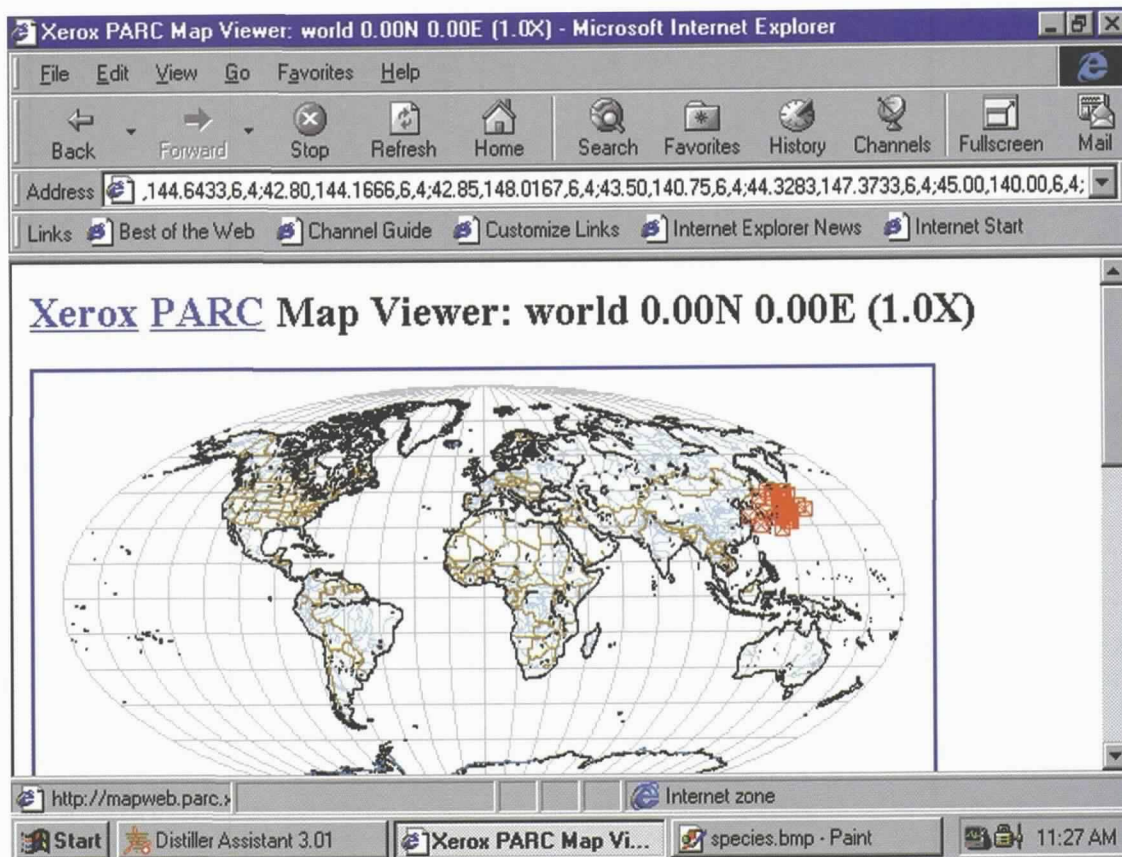 Xerox PARC Map Viewer: world 0.00N 0.00E (1.0X) - Microsoft Internet Explorer
File Edit View Go Favorites Help
Back Forward Stop Refresh Home Search Favorites History Channels Fullscreen Mail
Address ,144.6433,6,4;42.80,144.1666,6,4;42.85,148.0167,6,4;43.50,140.75,6,4;44.3283,147.3733,6,4;45.00,140.00,6,4;
Links Best of the Web Channel Guide Customize Links Internet Explorer News Internet Start
Xerox PARC Map Viewer: world 0.00N 0.00E (1.0X)
http://mapweb.parc.x Internet zone
Start Distiller Assistant 3.01 Xerox PARC Map Vi... species.bmp - Paint 11:27 AM